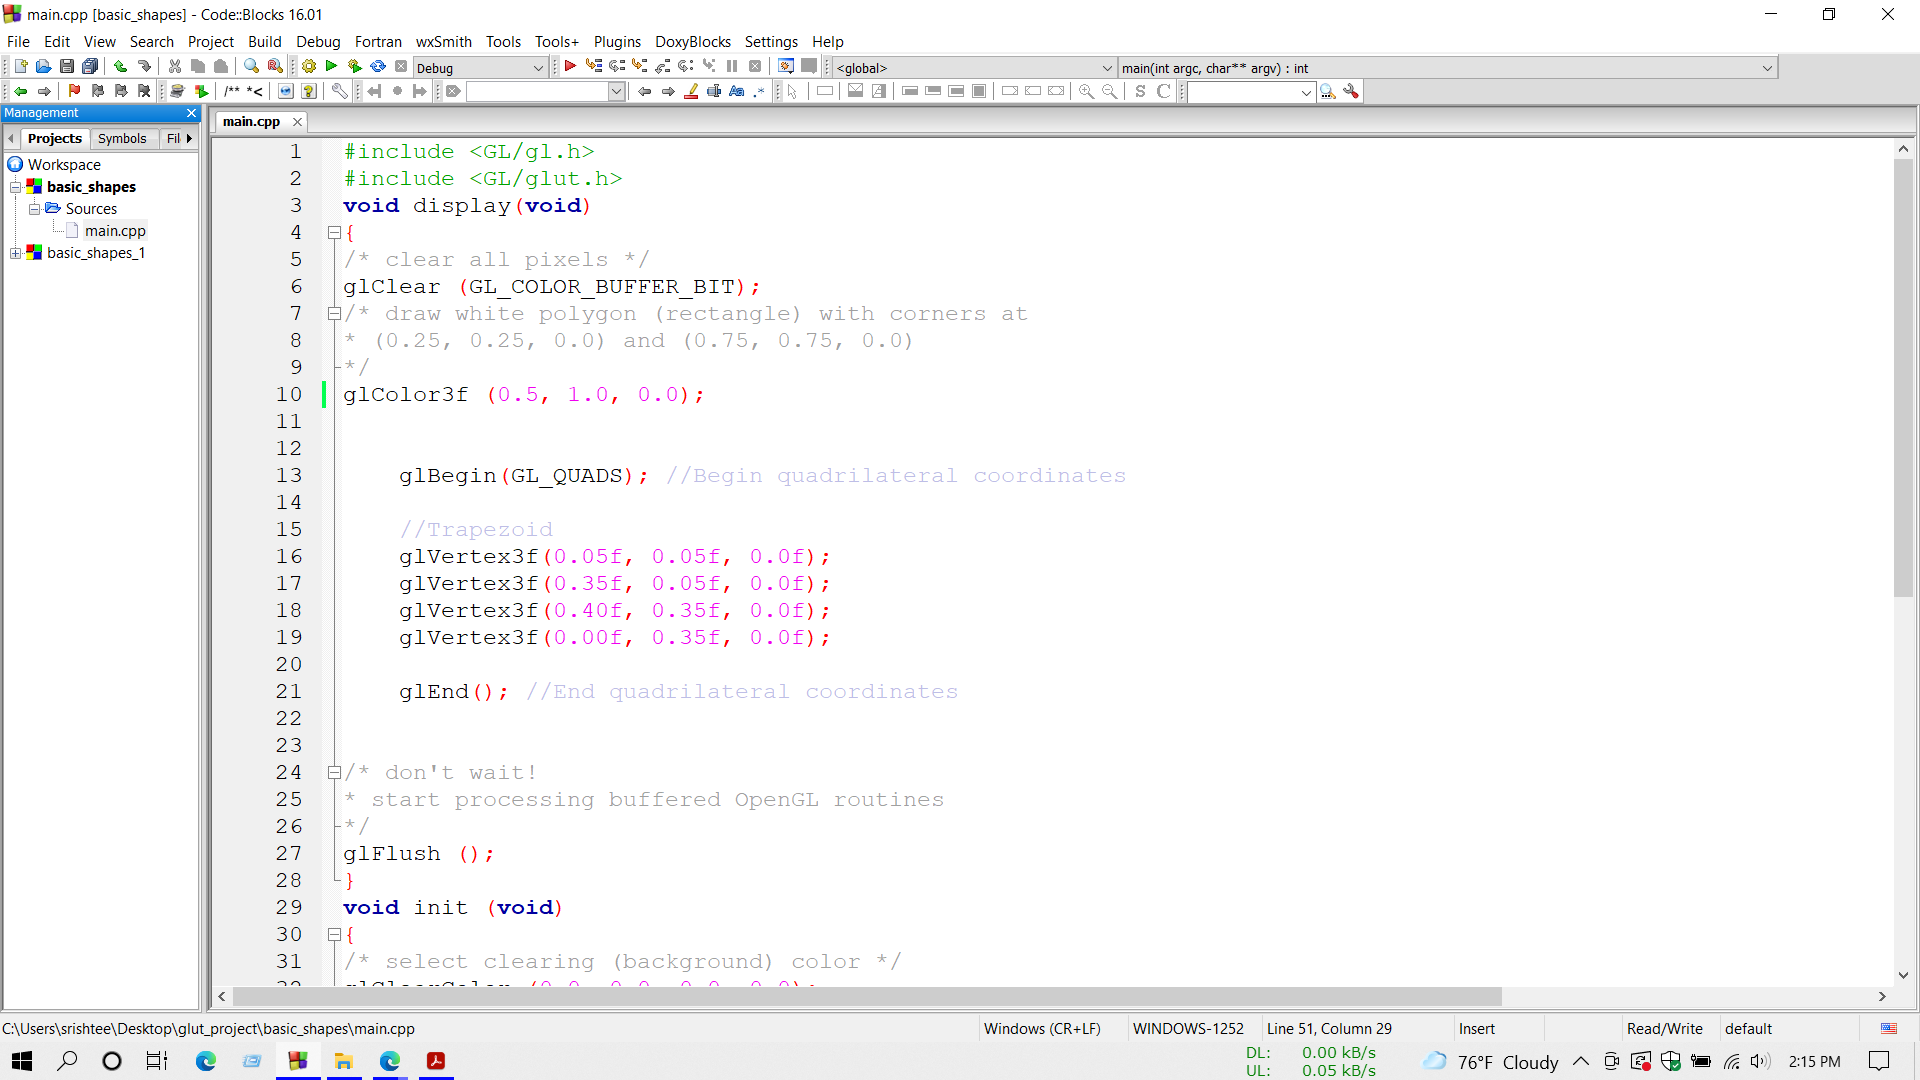 main.cpp [basic_shapes] - Code::Blocks 16.01
File Edit View Search Project Build Debug Fortran wxSmith Tools Tools+ Plugins DoxyBlocks Settings Help
Debug <global> main(int argc, char** argv) : int
/** *<
Management
Projects Symbols Fil
Workspace
basic_shapes
Sources
main.cpp
basic_shapes_1
main.cpp
1 #include <GL/gl.h>
2 #include <GL/glut.h>
3 void display(void)
4 {
5 /* clear all pixels */
6 glClear (GL_COLOR_BUFFER_BIT);
7 /* draw white polygon (rectangle) with corners at
8 * (0.25, 0.25, 0.0) and (0.75, 0.75, 0.0)
9 */
10 glColor3f (0.5, 1.0, 0.0);
11
12
13 glBegin(GL_QUADS); //Begin quadrilateral coordinates
14
15 //Trapezoid
16 glVertex3f(0.05f, 0.05f, 0.0f);
17 glVertex3f(0.35f, 0.05f, 0.0f);
18 glVertex3f(0.40f, 0.35f, 0.0f);
19 glVertex3f(0.00f, 0.35f, 0.0f);
20
21 glEnd(); //End quadrilateral coordinates
22
23
24 /* don't wait!
25 * start processing buffered OpenGL routines
26 */
27 glFlush ();
28 }
29 void init (void)
30 {
31 /* select clearing (background) color */
C:\Users\srishtee\Desktop\glut_project\basic_shapes\main.cpp Windows (CR+LF) WINDOWS-1252 Line 51, Column 29 Insert Read/Write default
DL: 0.00 kB/s
UL: 0.05 kB/s
76°F Cloudy 2:15 PM